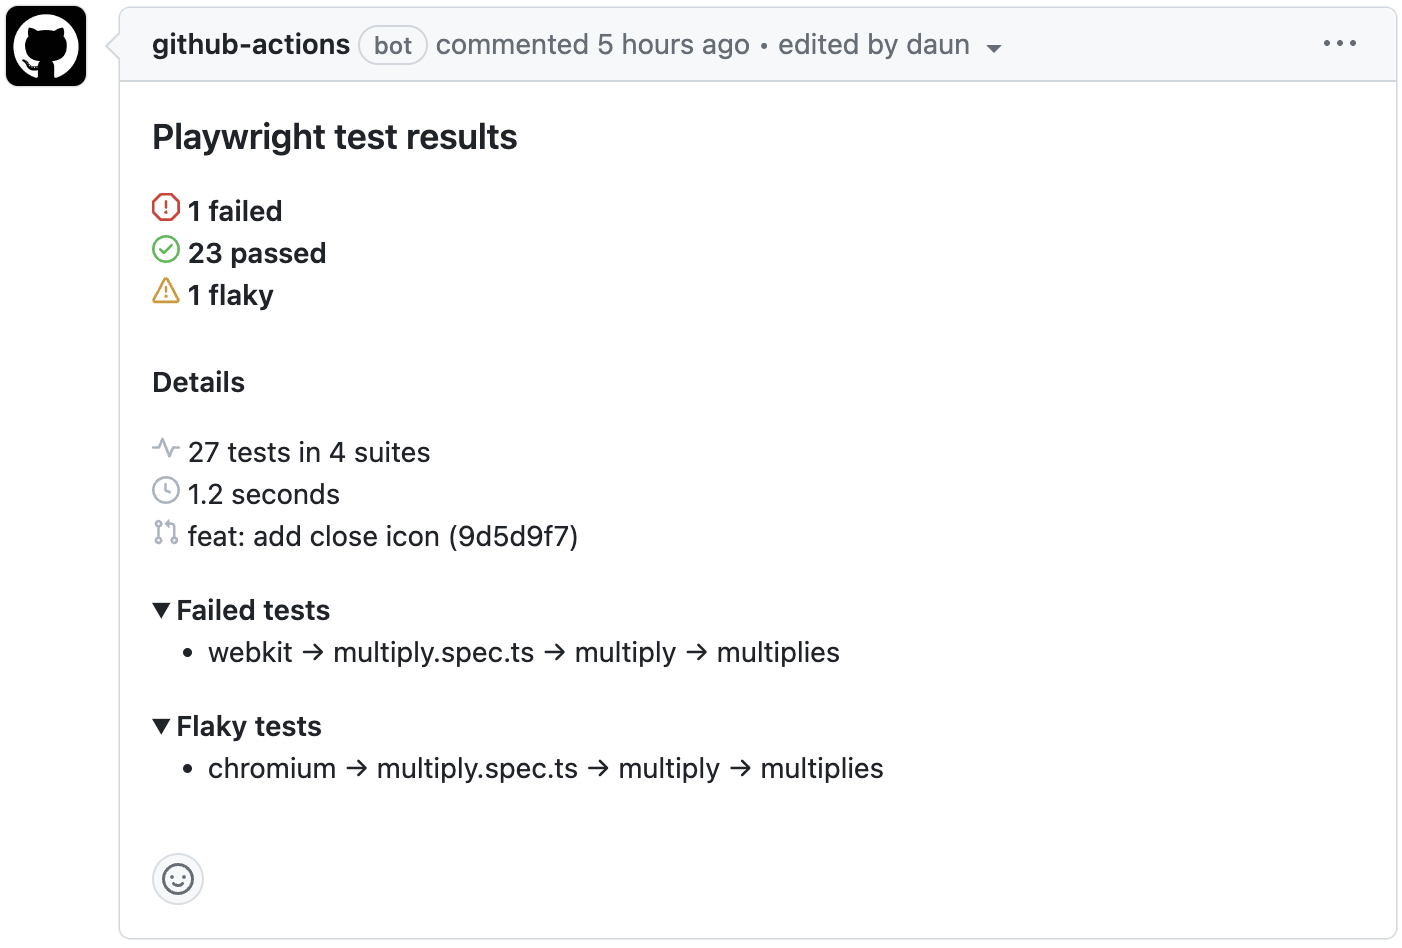 github-actions bot commented 5 hours ago • edited by daun
Playwright test results
1 failed
23 passed
1 flaky
Details
27 tests in 4 suites
1.2 seconds
feat: add close icon (9d5d9f7)
▼ Failed tests
• webkit → multiply.spec.ts → multiply → multiplies
▼ Flaky tests
• chromium → multiply.spec.ts → multiply → multiplies